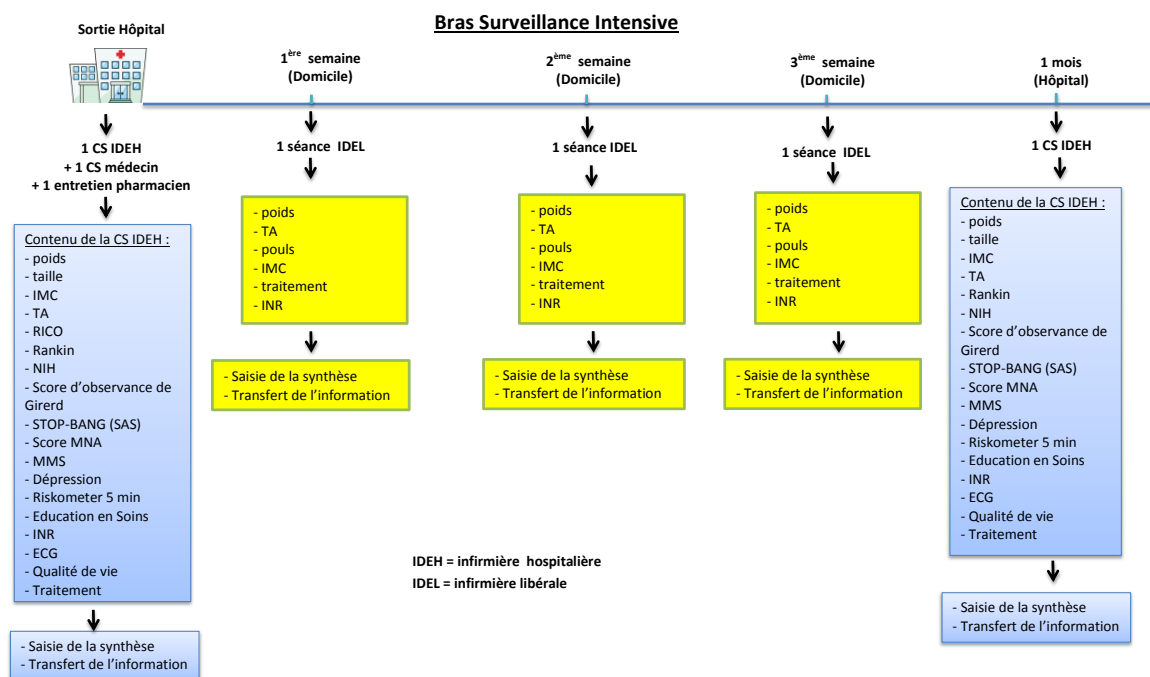 Bras Surveillance Intensive
Sortie Hôpital
1ère semaine
(Domicile)
2ème semaine
(Domicile)
3ème semaine
(Domicile)
1 mois
(Hôpital)
1 CS IDEH
+ 1 CS médecin
+ 1 entretien pharmacien
1 séance IDEL
1 séance IDEL
1 séance IDEL
1 CS IDEH
Contenu de la CS IDEH :
- poids
- taille
- IMC
- TA
- RICO
- Rankin
- NIH
- Score d'observance de
Girerd
- STOP-BANG (SAS)
- Score MNA
- MMS
- Dépression
- Riskometer 5 min
- Education en Soins
- INR
- ECG
- Qualité de vie
- Traitement
- Saisie de la synthèse
- Transfert de l'information
- poids
- TA
- pouls
- IMC
- traitement
- INR
- Saisie de la synthèse
- Transfert de l'information
- poids
- TA
- pouls
- IMC
- traitement
- INR
- Saisie de la synthèse
- Transfert de l'information
- poids
- TA
- pouls
- IMC
- traitement
- INR
- Saisie de la synthèse
- Transfert de l'information
Contenu de la CS IDEH :
- poids
- taille
- IMC
- TA
- Rankin
- NIH
- Score d'observance de
Girerd
- STOP-BANG (SAS)
- Score MNA
- MMS
- Dépression
- Riskometer 5 min
- Education en Soins
- INR
- ECG
- Qualité de vie
- Traitement
- Saisie de la synthèse
- Transfert de l'information
IDEH = infirmière hospitalière
IDEL = infirmière libérale